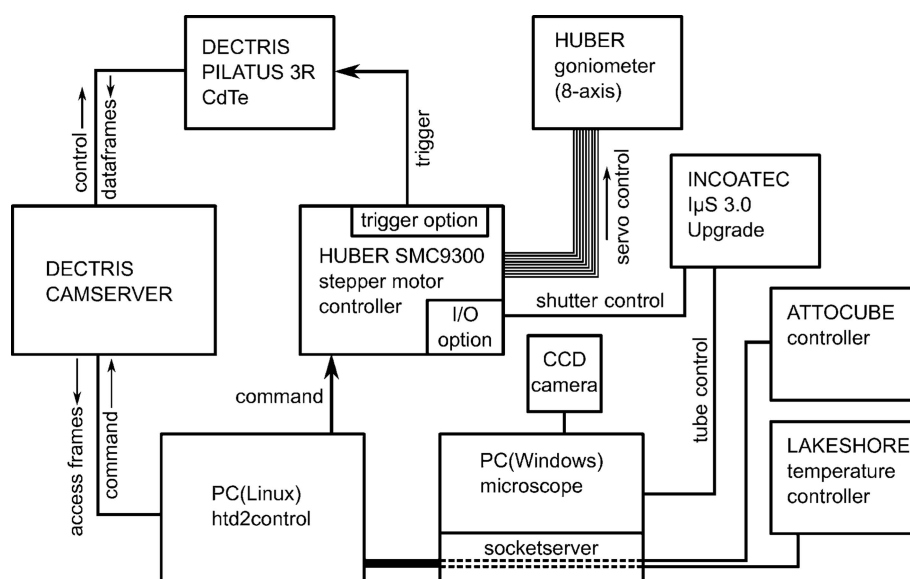 DECTRIS
PILATUS 3R
CdTe
HUBER
goniometer
(8-axis)
control
dataframes
trigger
servo control
INCOATEC
IµS 3.0
Upgrade
DECTRIS
CAMSERVER
trigger option
HUBER SMC9300
stepper motor
controller
I/O
option
shutter control
ATTOCUBE
controller
CCD
camera
tube control
access frames
command
command
PC(Linux)
htd2control
PC(Windows)
microscope
socketserver
LAKESHORE
temperature
controller